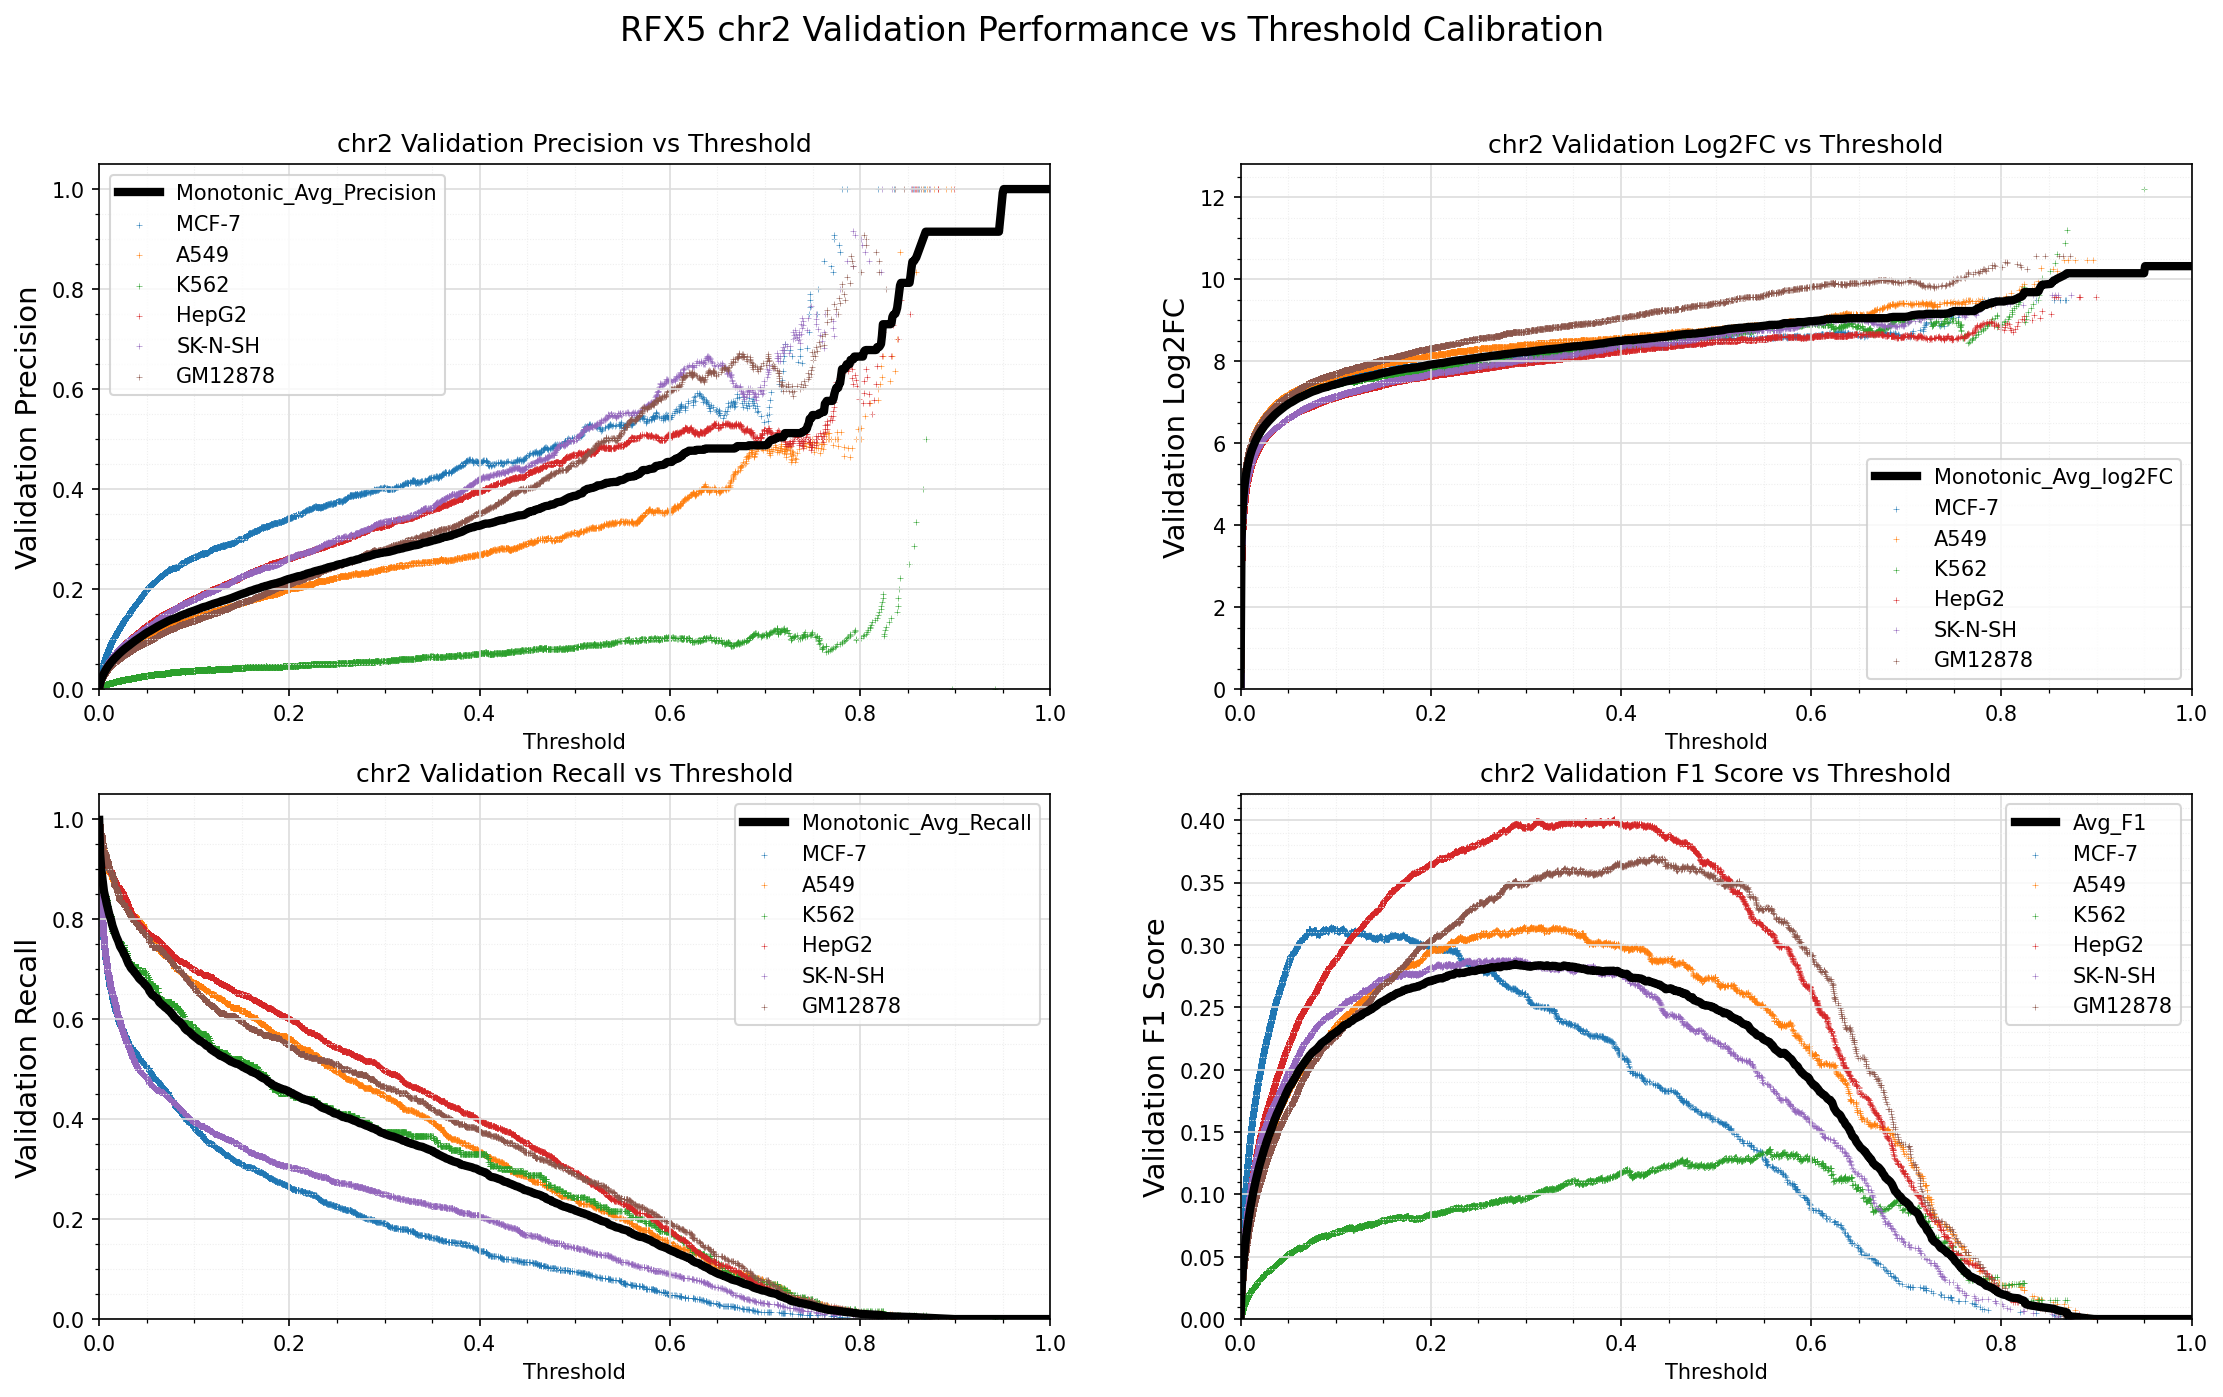 RFX5 chr2 Validation Performance vs Threshold Calibration
chr2 Validation Precision vs Threshold
Validation Precision
1.0
0.8
0.6
0.4
0.2
0.0
Monotonic_Avg_Precision
MCF-7
A549
K562
HepG2
SK-N-SH
GM12878
0.0 0.2 0.4 0.6 0.8 1.0
Threshold
chr2 Validation Log2FC vs Threshold
Validation Log2FC
12
10
8
6
4
2
0
Monotonic_Avg_log2FC
MCF-7
A549
K562
HepG2
SK-N-SH
GM12878
0.0 0.2 0.4 0.6 0.8 1.0
Threshold
chr2 Validation Recall vs Threshold
Validation Recall
1.0
0.8
0.6
0.4
0.2
0.0
Monotonic_Avg_Recall
MCF-7
A549
K562
HepG2
SK-N-SH
GM12878
0.0 0.2 0.4 0.6 0.8 1.0
Threshold
chr2 Validation F1 Score vs Threshold
Validation F1 Score
0.40
0.35
0.30
0.25
0.20
0.15
0.10
0.05
0.00
Avg_F1
MCF-7
A549
K562
HepG2
SK-N-SH
GM12878
0.0 0.2 0.4 0.6 0.8 1.0
Threshold